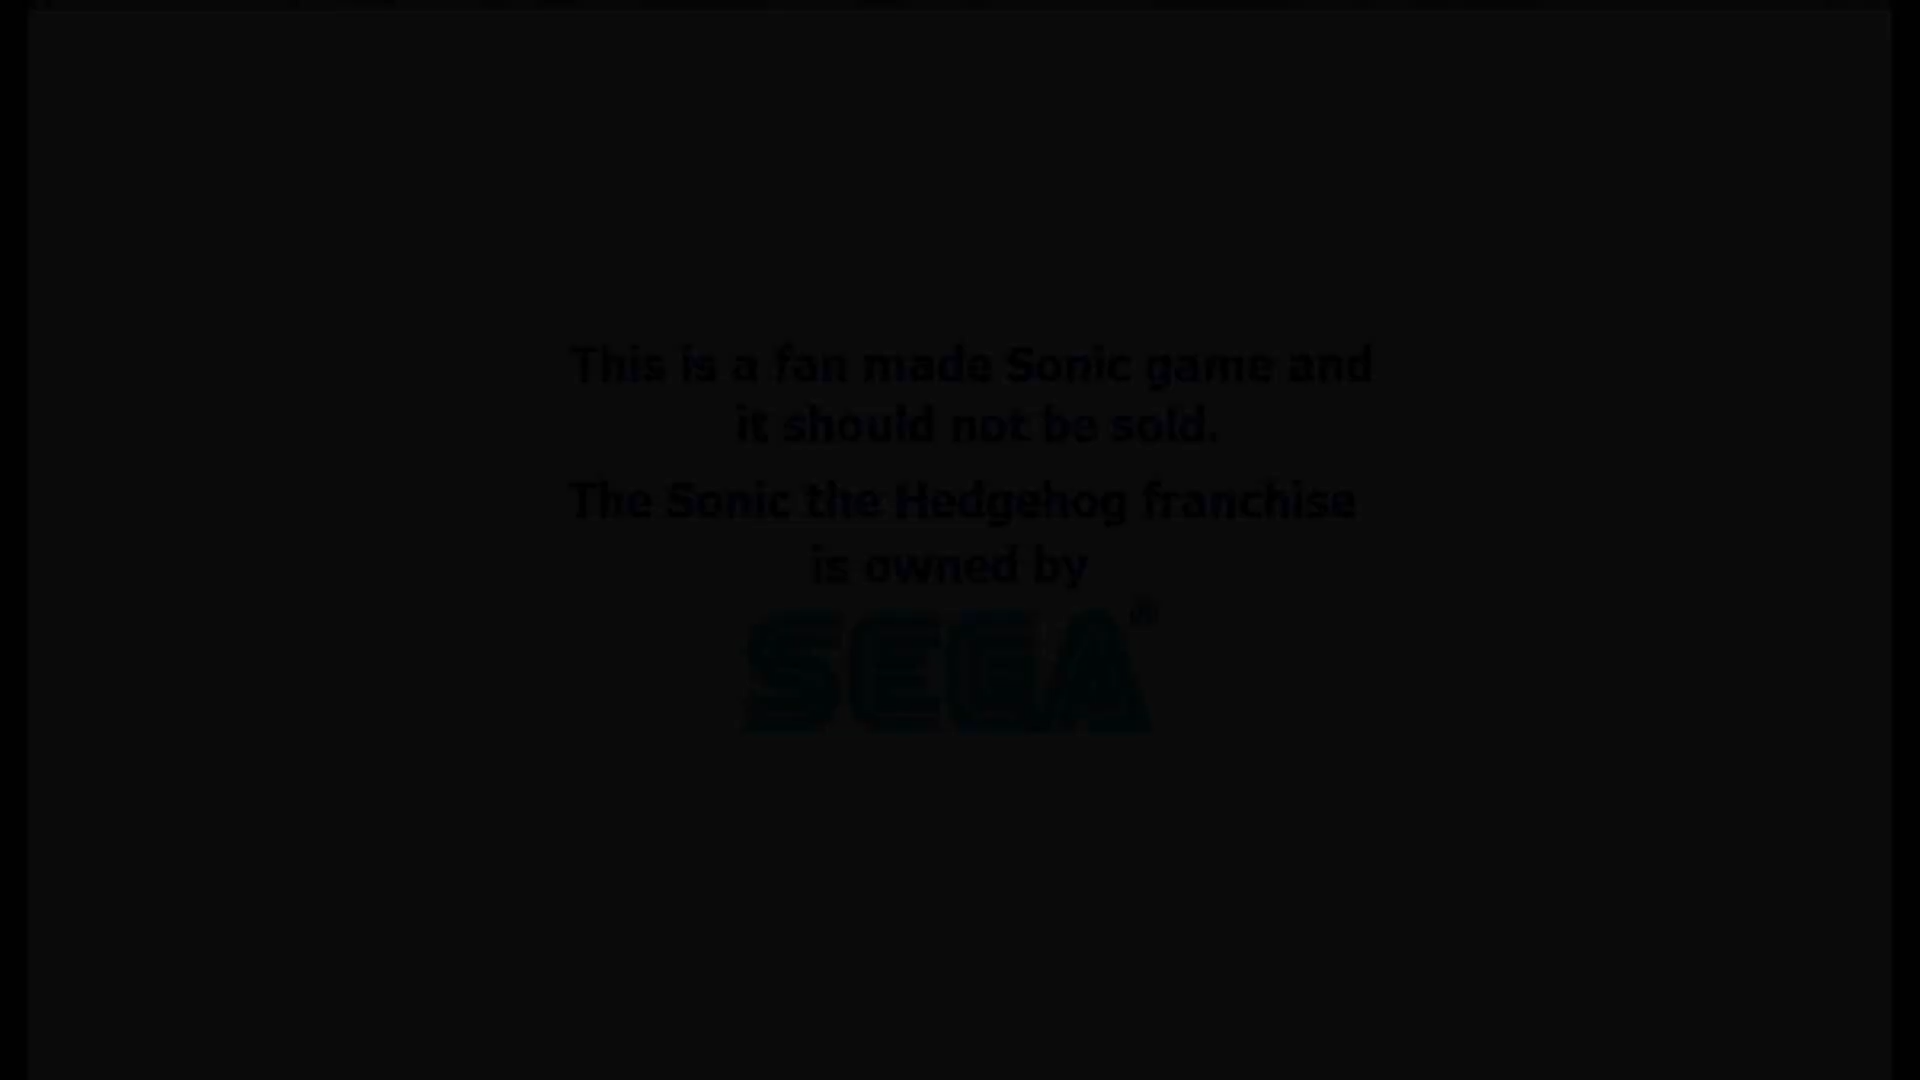 This is a fan made Sonic game and
it should not be sold.
The Sonic the Hedgehog franchise
is owned by
SEGA®